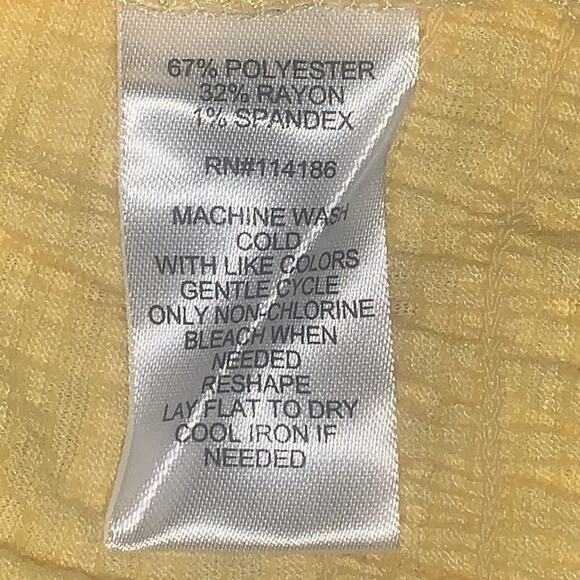 67% POLYESTER
32% RAYON
1% SPANDEX
RN#114186
MACHINE WASH
COLD
WITH LIKE COLORS
GENTLE CYCLE
ONLY NON-CHLORINE
BLEACH WHEN
NEEDED
RESHAPE
LAY FLAT TO DRY
COOL IRON IF
NEEDED